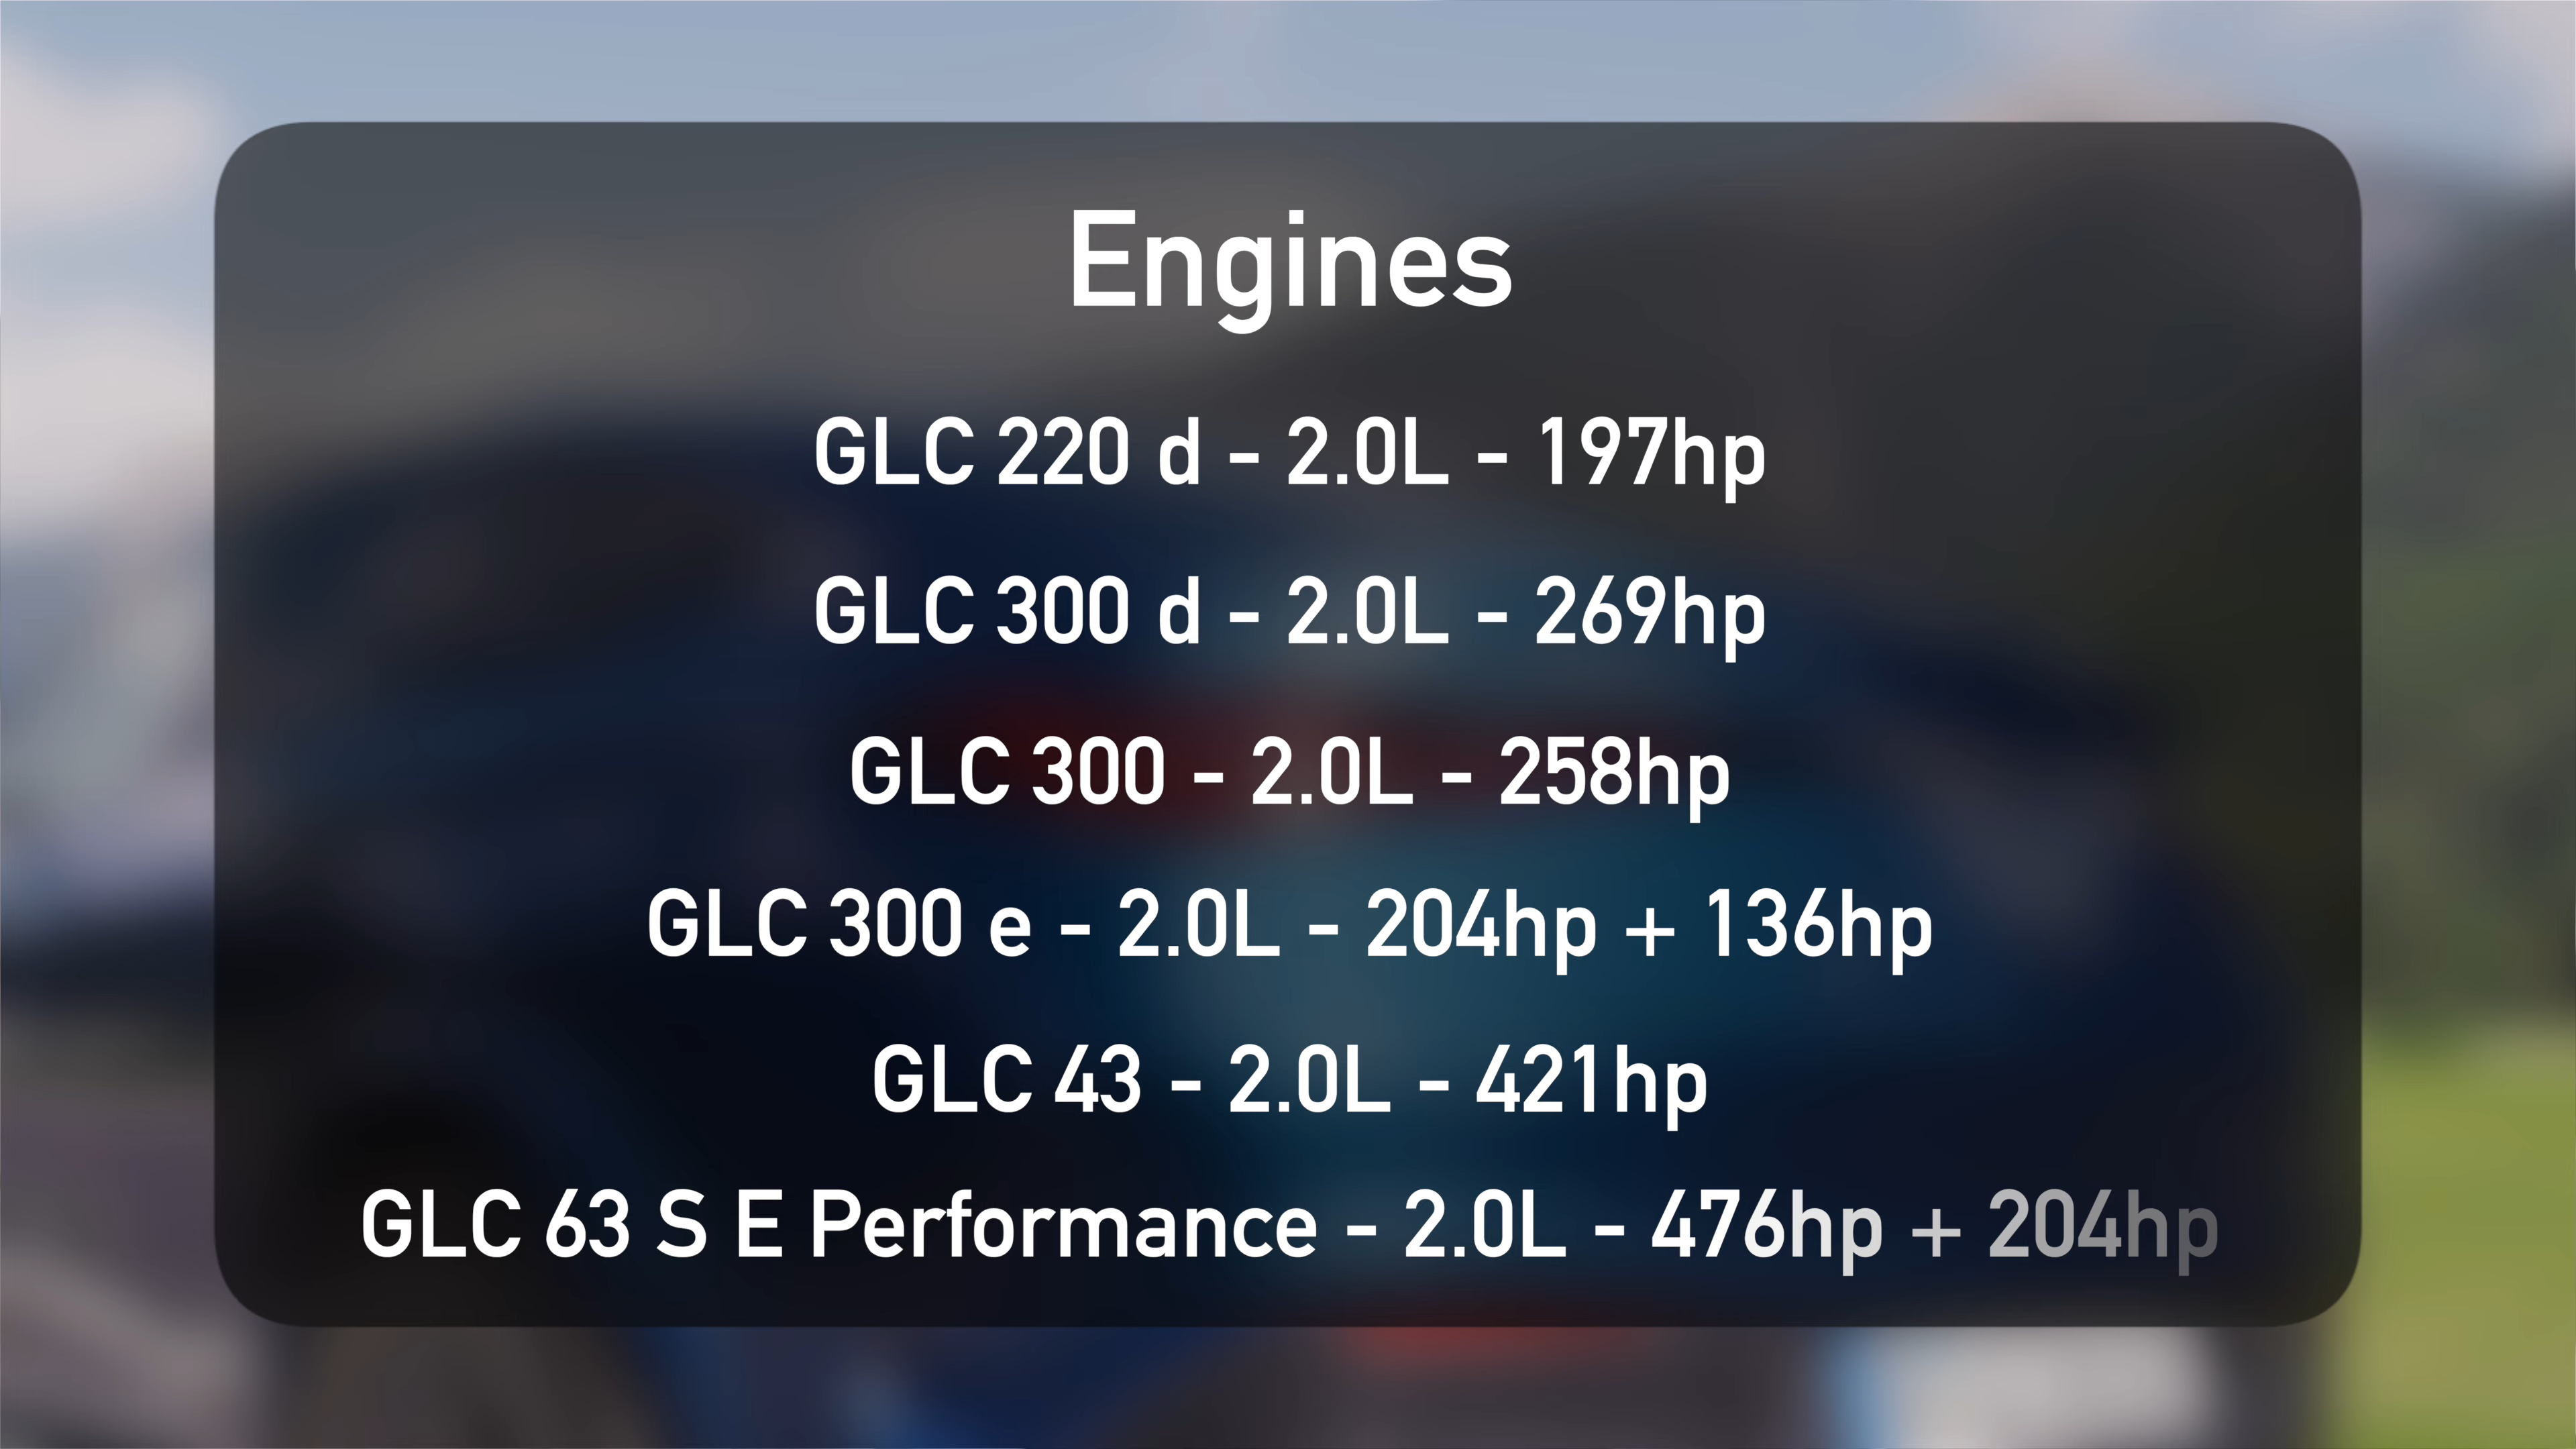 Engines
GLC 220 d - 2.0L - 197hp
GLC 300 d - 2.0L - 269hp
GLC 300 - 2.0L - 258hp
GLC 300 e - 2.0L - 204hp + 136hp
GLC 43 - 2.0L - 421hp
GLC 63 S E Performance - 2.0L - 476hp + 204hp